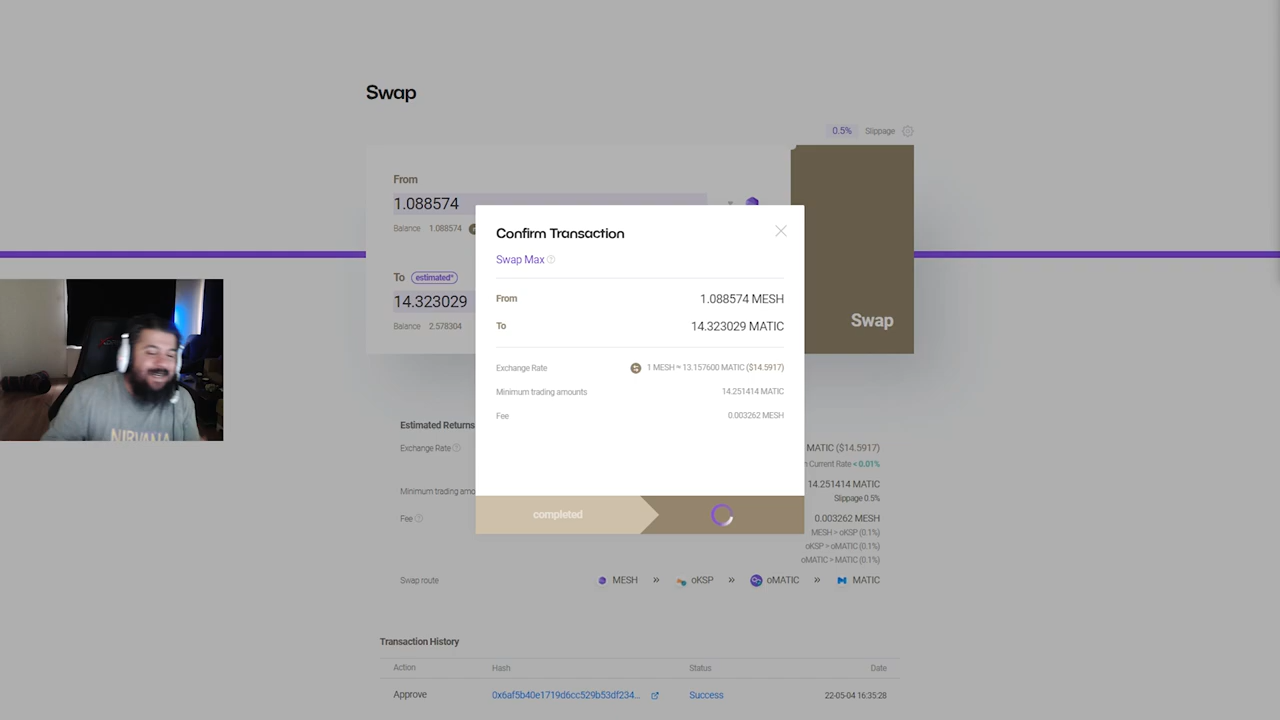 Swap
0.5% Slippage
From
1.088574
Balance 1.088574
To estimated*
14.323029
Balance 2.578304
Swap
Confirm Transaction
Swap Max
From 1.088574 MESH
To 14.323029 MATIC
Exchange Rate 1 MESH ≈ 13.157600 MATIC ($14.5917)
Minimum trading amounts 14.251414 MATIC
Fee 0.003262 MESH
completed
Estimated Returns
Exchange Rate MATIC ($14.5917)
Current Rate < 0.01%
Minimum trading amo 14.251414 MATIC
Slippage 0.5%
Fee 0.003262 MESH
MESH > oKSP (0.1%)
oKSP > oMATIC (0.1%)
oMATIC > MATIC (0.1%)
Swap route MESH » oKSP » oMATIC » MATIC
Transaction History
Action Hash Status Date
Approve 0x6af5b40e1719d6cc529b53df234... Success 22-05-04 16:35:28
NIRVANA